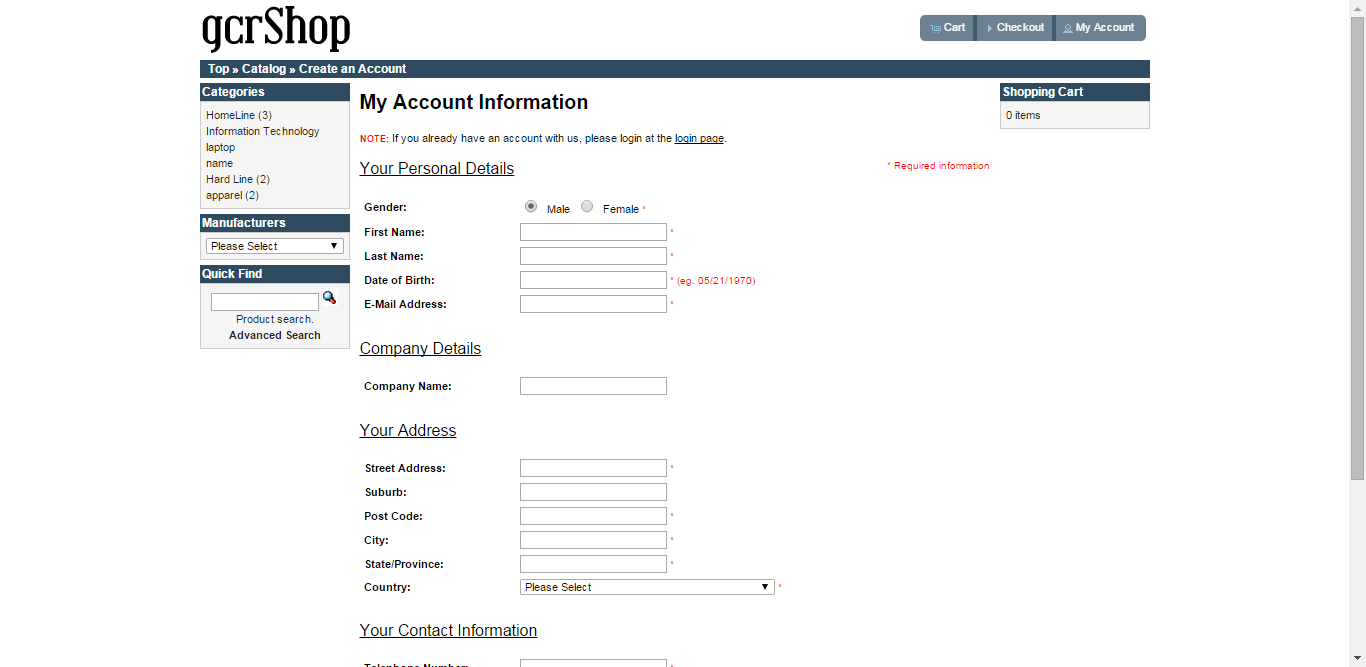 gcrShop
Cart
Checkout
My Account
Top » Catalog » Create an Account
Categories
HomeLine (3)
Information Technology
laptop
name
Hard Line (2)
apparel (2)
Manufacturers
Please Select
Quick Find
Product search.
Advanced Search
My Account Information
NOTE: If you already have an account with us, please login at the login page.
Your Personal Details
* Required information
Gender: Male Female *
First Name: *
Last Name: *
Date of Birth: * (eg. 05/21/1970)
E-Mail Address: *
Company Details
Company Name:
Your Address
Street Address: *
Suburb:
Post Code: *
City: *
State/Province: *
Country: Please Select *
Your Contact Information
Telephone Number: *
Shopping Cart
0 items